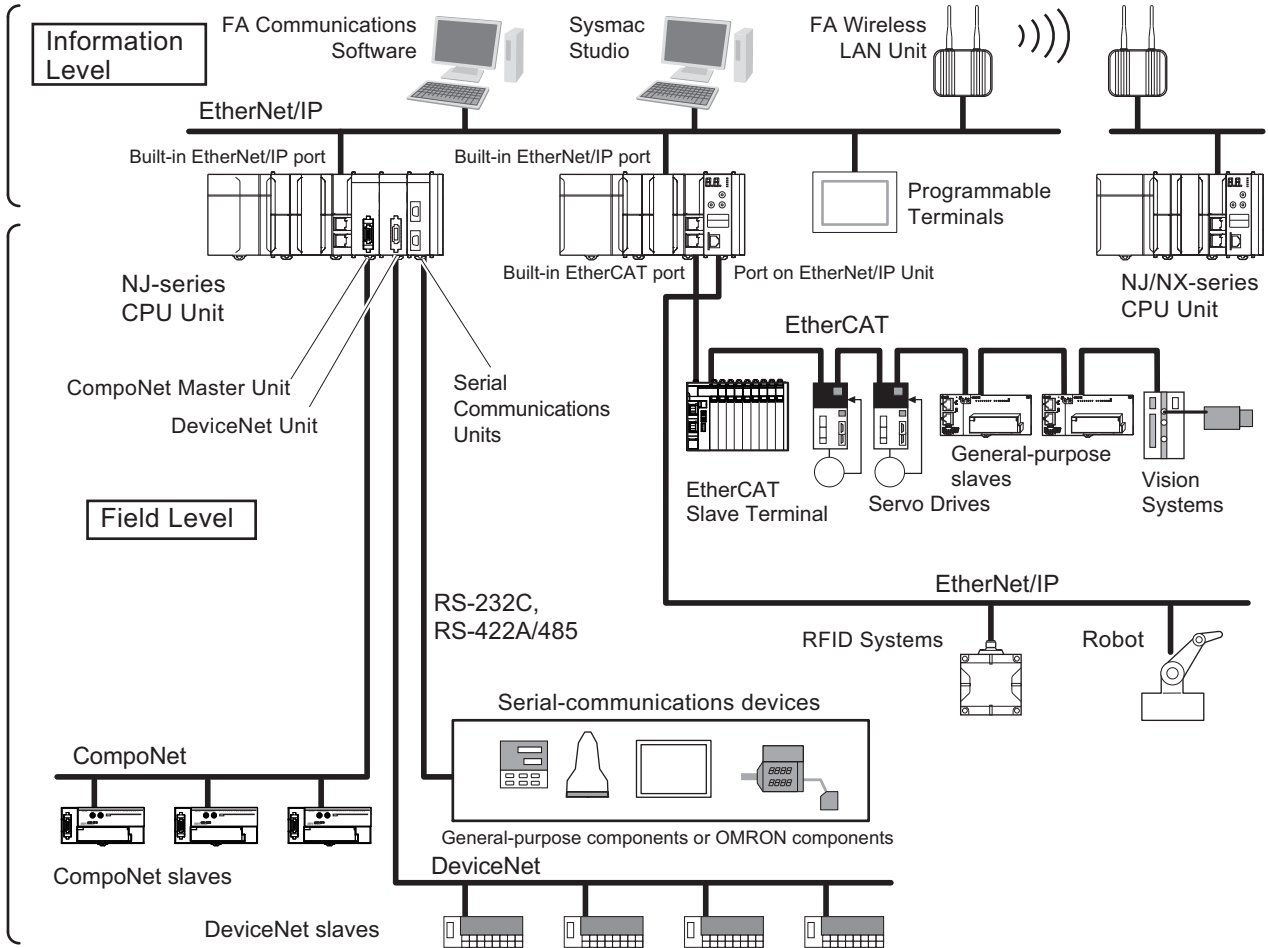 Information
Level
FA Communications
Software
Sysmac
Studio
FA Wireless
LAN Unit
EtherNet/IP
Built-in EtherNet/IP port
Built-in EtherNet/IP port
Programmable
Terminals
NJ-series
CPU Unit
Built-in EtherCAT port
Port on EtherNet/IP Unit
NJ/NX-series
CPU Unit
EtherCAT
CompoNet Master Unit
DeviceNet Unit
Serial
Communications
Units
EtherCAT
Slave Terminal
Servo Drives
General-purpose
slaves
Vision
Systems
Field Level
EtherNet/IP
RS-232C,
RS-422A/485
RFID Systems
Robot
Serial-communications devices
8888
8888
General-purpose components or OMRON components
CompoNet
CompoNet slaves
DeviceNet
DeviceNet slaves